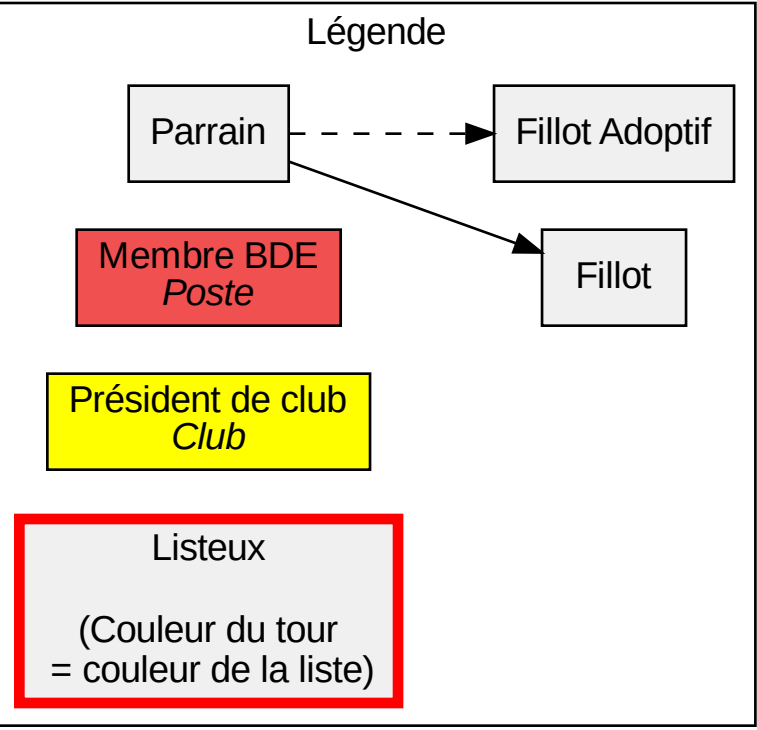 Légende
Parrain
Fillot Adoptif
Membre BDE
Poste
Fillot
Président de club
Club
Listeux
(Couleur du tour
= couleur de la liste)